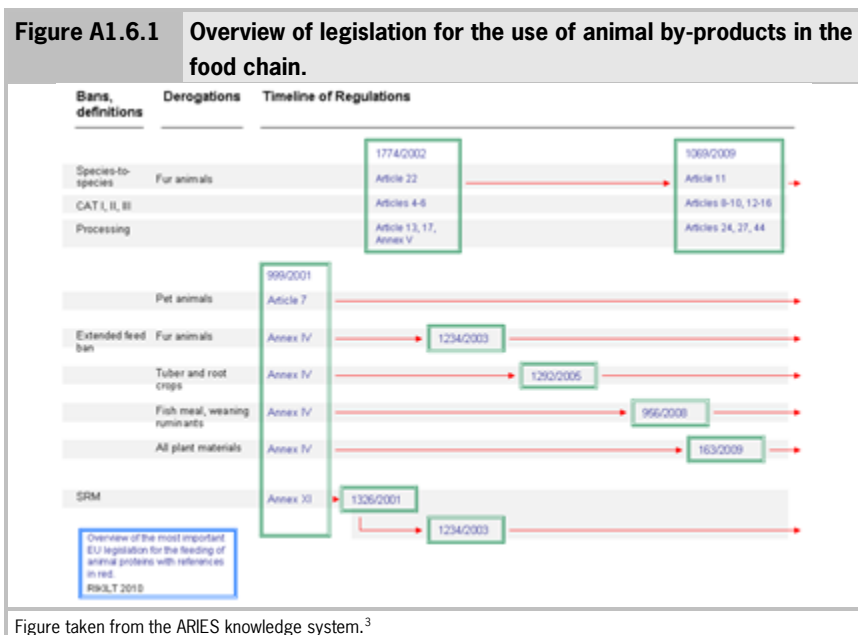 Figure A1.6.1 Overview of legislation for the use of animal by-products in the
food chain.
Bans, Derogations Timeline of Regulations
definitions
1774/2002 1069/2009
Species-to- Fur animals Article 22 Article 11
species
CAT I, II, III Articles 4-6 Articles 8-10, 12-16
Processing Article 13, 17, Articles 24, 27, 44
Annex V
999/2001
Pet animals Article 7
Extended feed Fur animals Annex IV 1234/2003
ban
Tuber and root Annex IV 1292/2005
crops
Fish meal, weaning Annex IV 956/2008
ruminants
All plant materials Annex IV 163/2009
SRM Annex XI 1326/2001
1234/2003
Overview of the most important
EU legislation for the feeding of
animal proteins with references
in red.
RIKILT 2010
Figure taken from the ARIES knowledge system.3